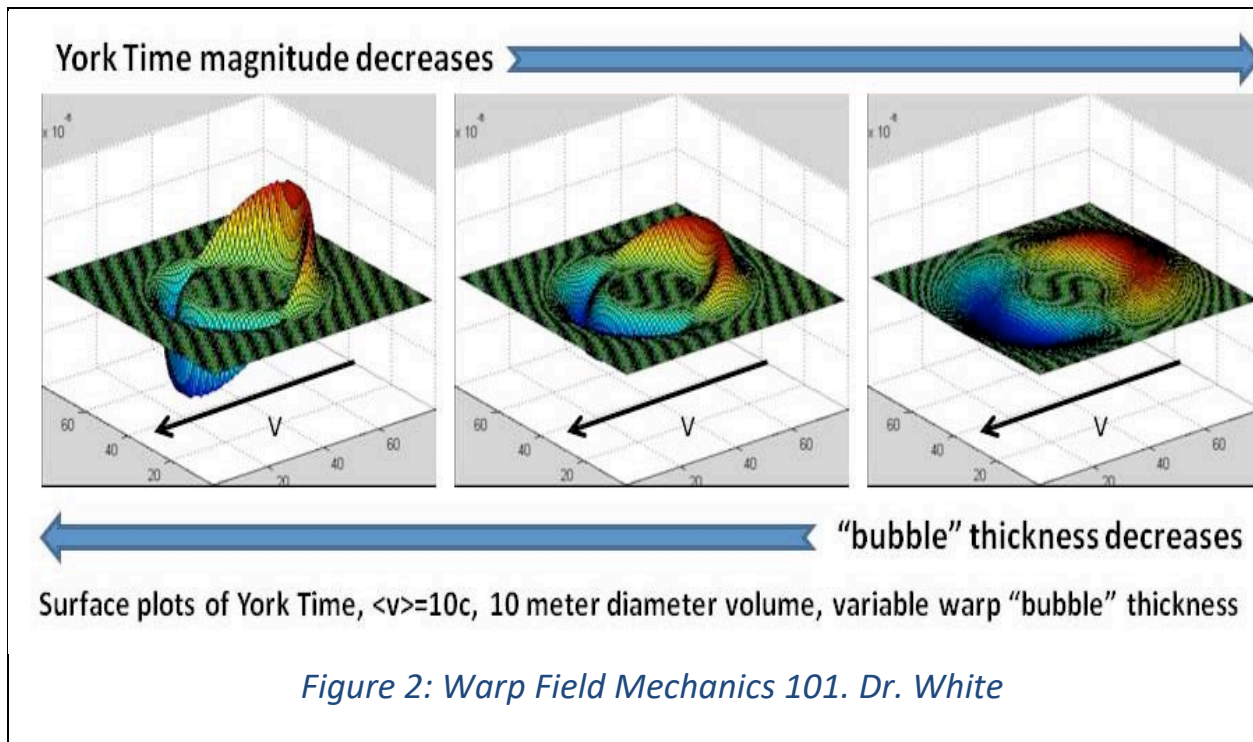 York Time magnitude decreases
x 10
x 10
x 10
60
40
20
20
40
60
V
60
40
20
20
40
60
V
60
40
20
20
40
60
V
“bubble” thickness decreases
Surface plots of York Time, <v>=10c, 10 meter diameter volume, variable warp “bubble” thickness
Figure 2: Warp Field Mechanics 101. Dr. White